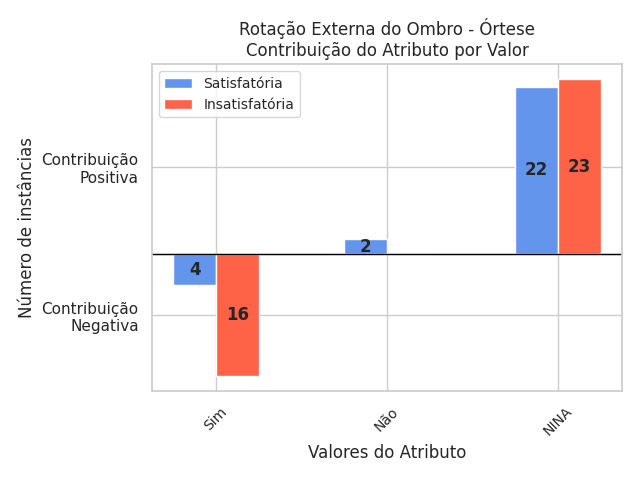 Rotação Externa do Ombro - Órtese
Contribuição do Atributo por Valor
Satisfatória
Insatisfatória
Número de instâncias
Contribuição
Positiva
Contribuição
Negativa
4
16
2
22
23
Sim
Não
NINA
Valores do Atributo